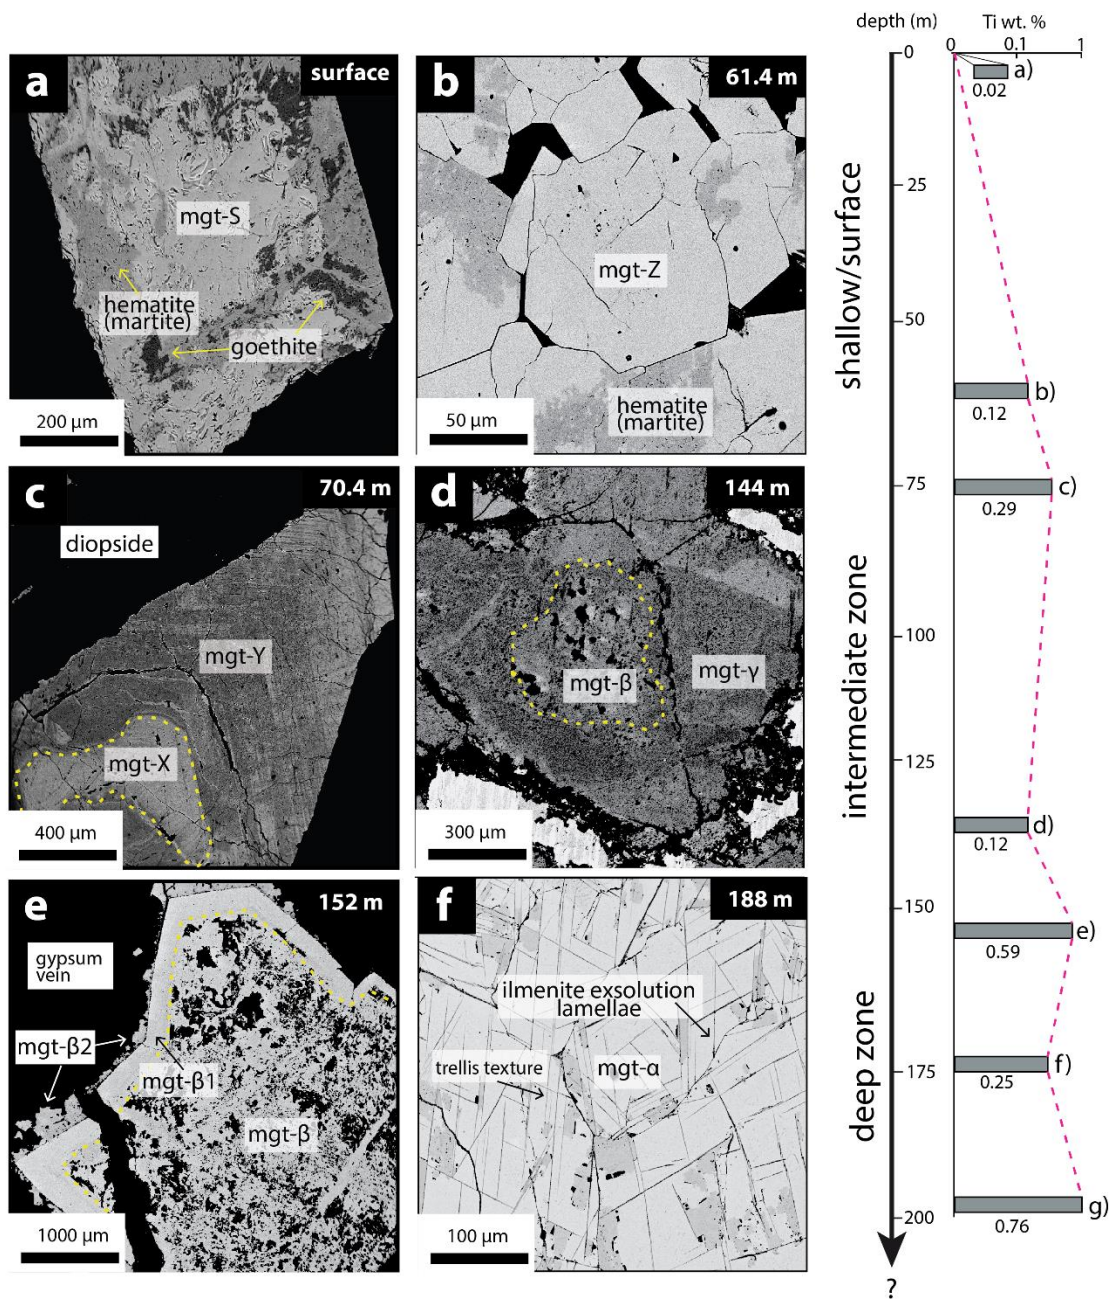 a
surface
mgt-S
hematite
(martite)
goethite
200 µm
b
61.4 m
mgt-Z
hematite
(martite)
50 µm
c
70.4 m
diopside
mgt-Y
mgt-X
400 µm
d
144 m
mgt-β
mgt-γ
300 µm
e
152 m
gypsum
vein
mgt-β2
mgt-β1
mgt-β
1000 µm
f
188 m
ilmenite exsolution
lamellae
trellis texture
mgt-α
100 µm
depth (m)
Ti wt. %
0 0.1 1
0
25
50
75
100
125
150
175
200
?
shallow/surface
intermediate zone
deep zone
a)
0.02
b)
0.12
c)
0.29
d)
0.12
e)
0.59
f)
0.25
g)
0.76